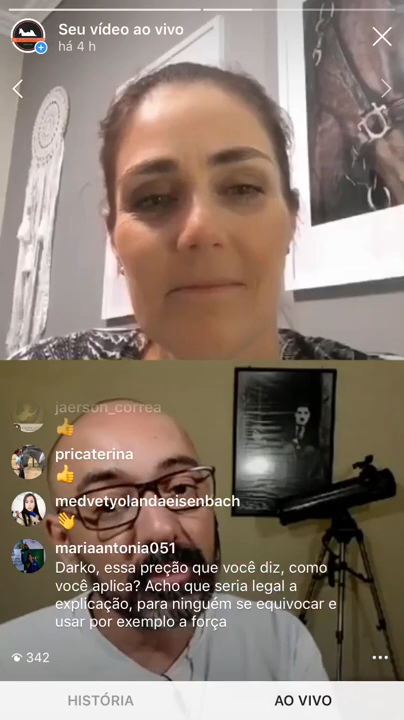 Seu vídeo ao vivo
há 4 h
jaerson_correa
pricaterina
medvetyolandaeisenbach
mariaantonia051
Darko, essa preção que você diz, como
você aplica? Acho que seria legal a
explicação, para ninguém se equivocar e
usar por exemplo a força
342
HISTÓRIA
AO VIVO